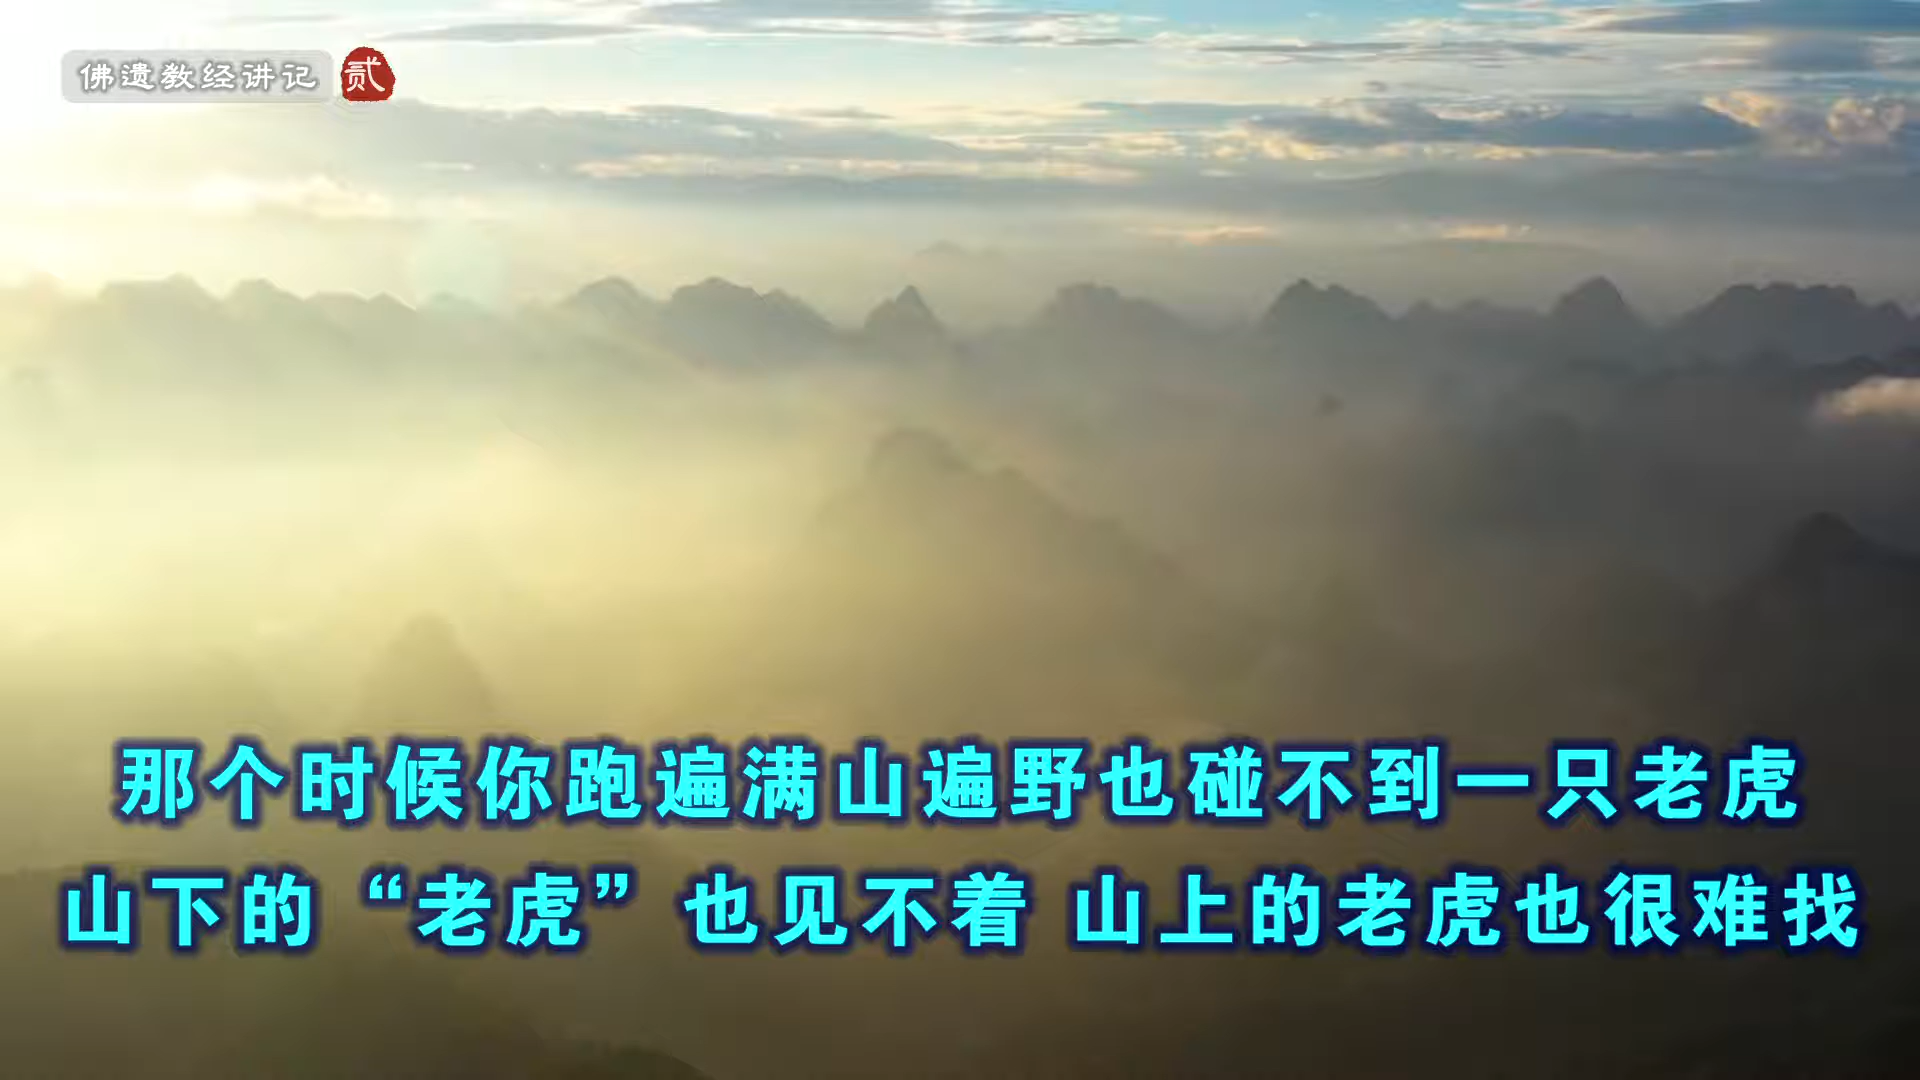 佛遗教经讲记 贰
那个时候你跑遍满山遍野也碰不到一只老虎
山下的“老虎”也见不着 山上的老虎也很难找